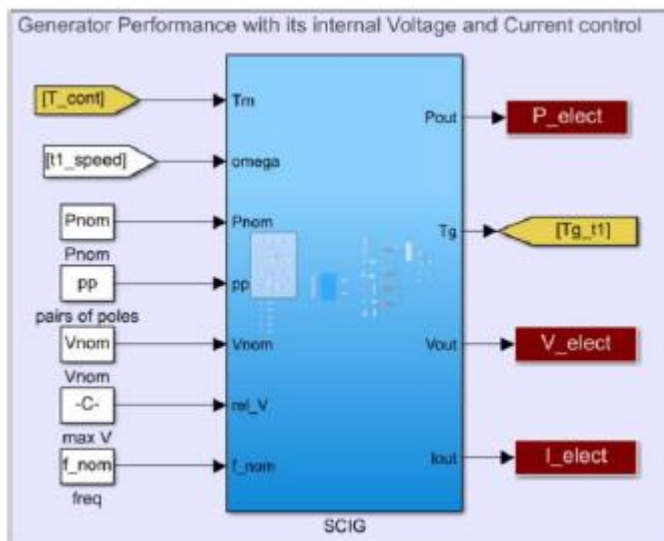 Generator Performance with its internal Voltage and Current control
[T_cont]
Tm
Pout
P_elect
[t1_speed]
omega
Pnom
Pnom
Pnom
Tg
[Tg_t1]
pp
pp
pairs of poles
Vnom
Vnom
Vout
V_elect
Vnom
-C-
rel_V
max V
f_nom
f_nom
Iout
I_elect
freq
SCIG